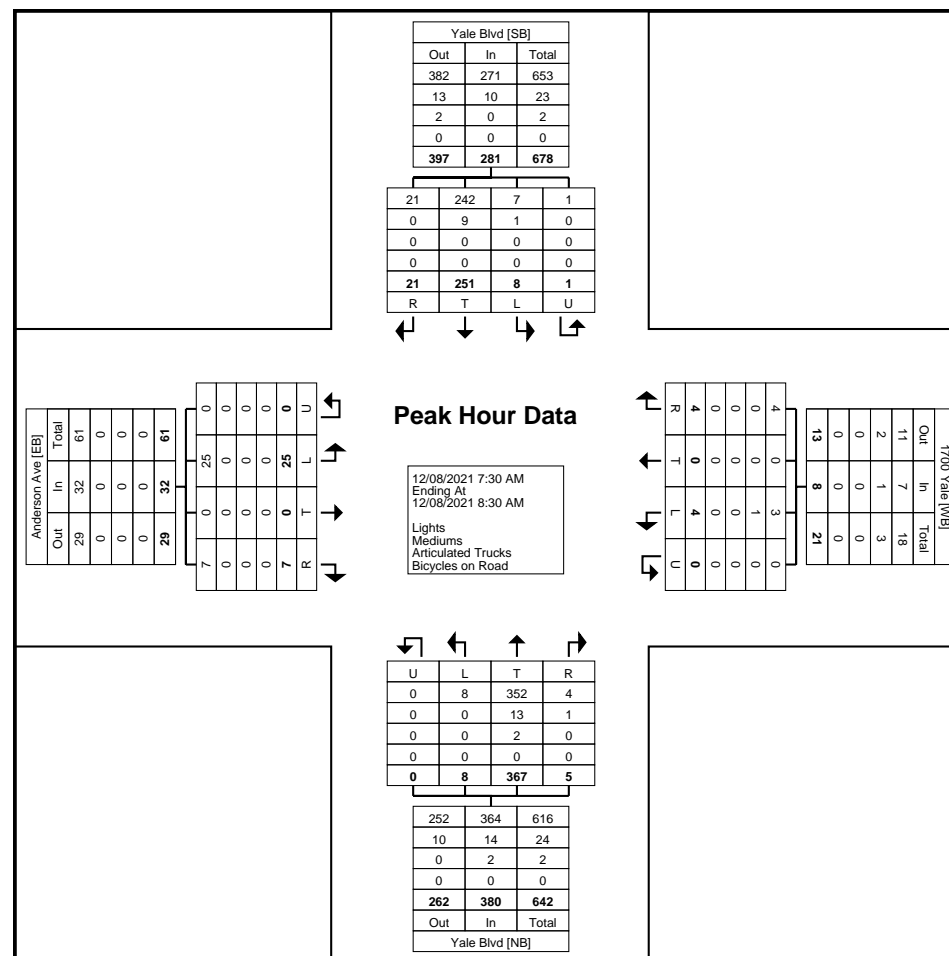 Yale Blvd [SB]
Out In Total
382 271 653
13 10 23
2 0 2
0 0 0
397 281 678
21 242 7 1
0 9 1 0
0 0 0 0
0 0 0 0
21 251 8 1
R T L U
Anderson Ave [EB]
Total 61 0 0 0 61
In 32 0 0 0 32
Out 29 0 0 0 29
0 0 0 0 0 U
25 0 0 0 25 L
0 0 0 0 0 T
7 0 0 0 7 R
Peak Hour Data
12/08/2021 7:30 AM
Ending At
12/08/2021 8:30 AM
Lights
Mediums
Articulated Trucks
Bicycles on Road
R 4 0 0 0 4
T 0 0 0 0 0
L 4 0 0 1 3
U 0 0 0 0 0
13 0 0 2 11 Out
8 0 0 1 7 In
21 0 0 3 18 Total
1700 Yale [WB]
U L T R
0 8 352 4
0 0 13 1
0 0 2 0
0 0 0 0
0 8 367 5
252 364 616
10 14 24
0 2 2
0 0 0
262 380 642
Out In Total
Yale Blvd [NB]